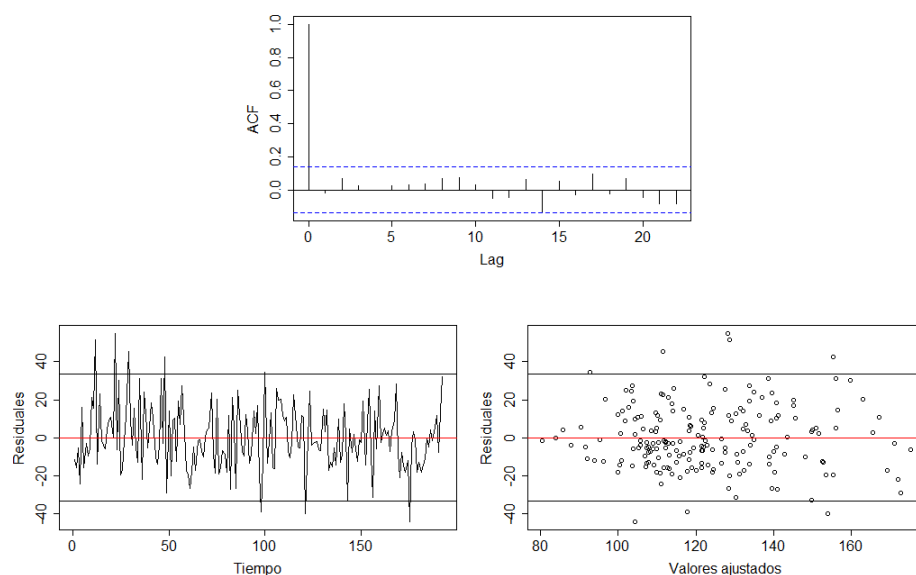 ACF
0.0 0.2 0.4 0.6 0.8 1.0
0 5 10 15 20
Lag
Residuales
-40 -20 0 20 40
0 50 100 150
Tiempo
Residuales
-40 -20 0 20 40
80 100 120 140 160
Valores ajustados